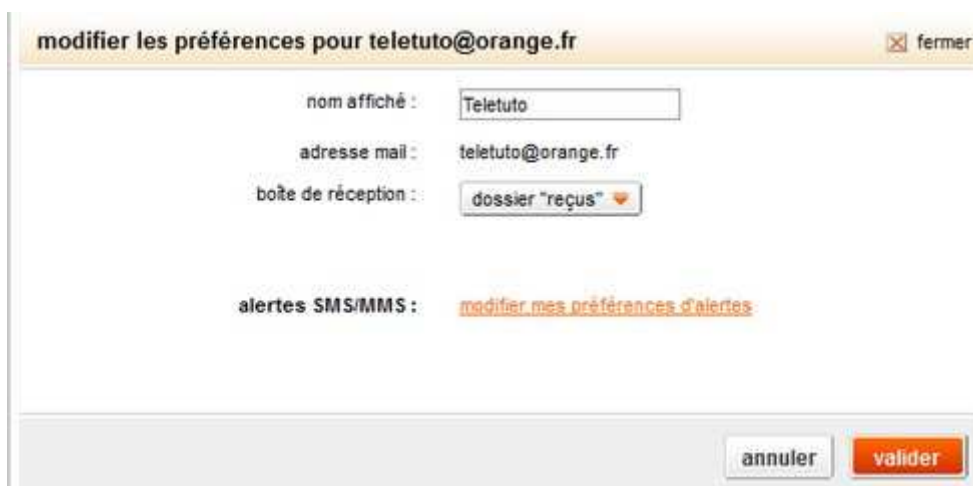 modifier les préférences pour teletuto@orange.fr fermer
nom affiché : Teletuto
adresse mail : teletuto@orange.fr
boîte de réception : dossier "reçus"
alertes SMS/MMS : modifier mes préférences d'alertes
annuler valider